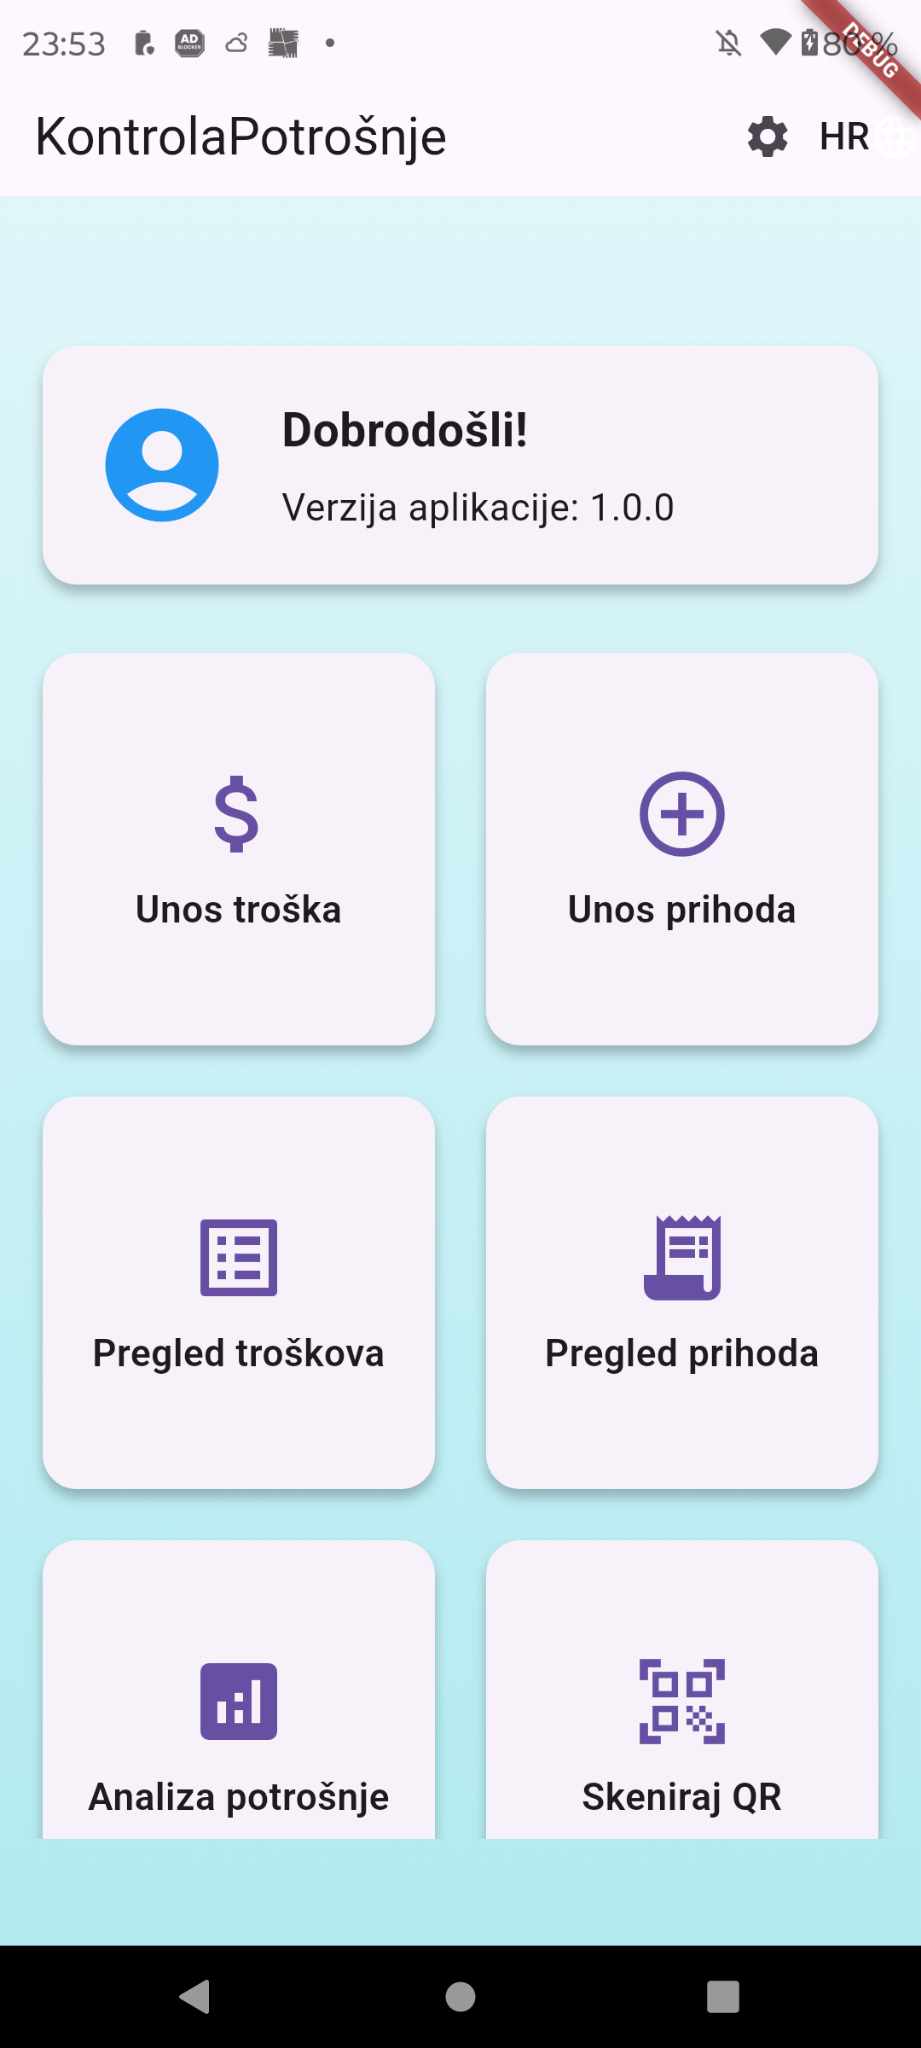 23:53
AD
BLOCKER
80%
DEBUG
KontrolaPotrošnje
HR
Dobrodošli!
Verzija aplikacije: 1.0.0
Unos troška
Unos prihoda
Pregled troškova
Pregled prihoda
Analiza potrošnje
Skeniraj QR